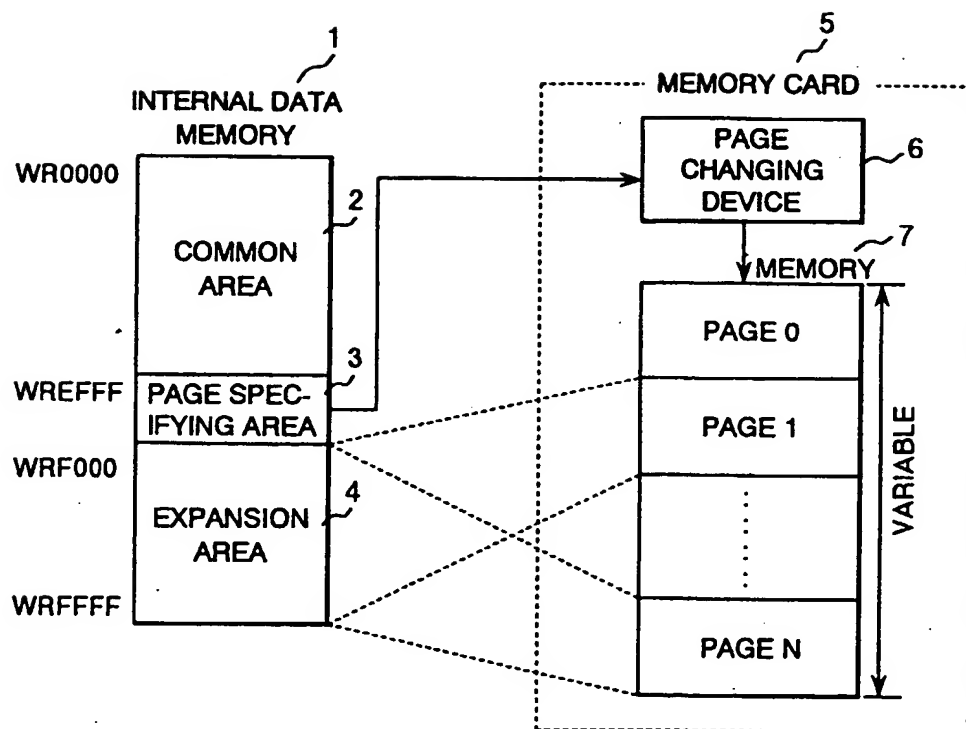 1
INTERNAL DATA
MEMORY
WR0000
2
COMMON
AREA
WREFFF
3
PAGE SPEC-
IFYING AREA
WRF000
4
EXPANSION
AREA
WRFFFF
5
MEMORY CARD
PAGE
CHANGING
DEVICE
6
7
MEMORY
PAGE 0
PAGE 1
PAGE N
VARIABLE